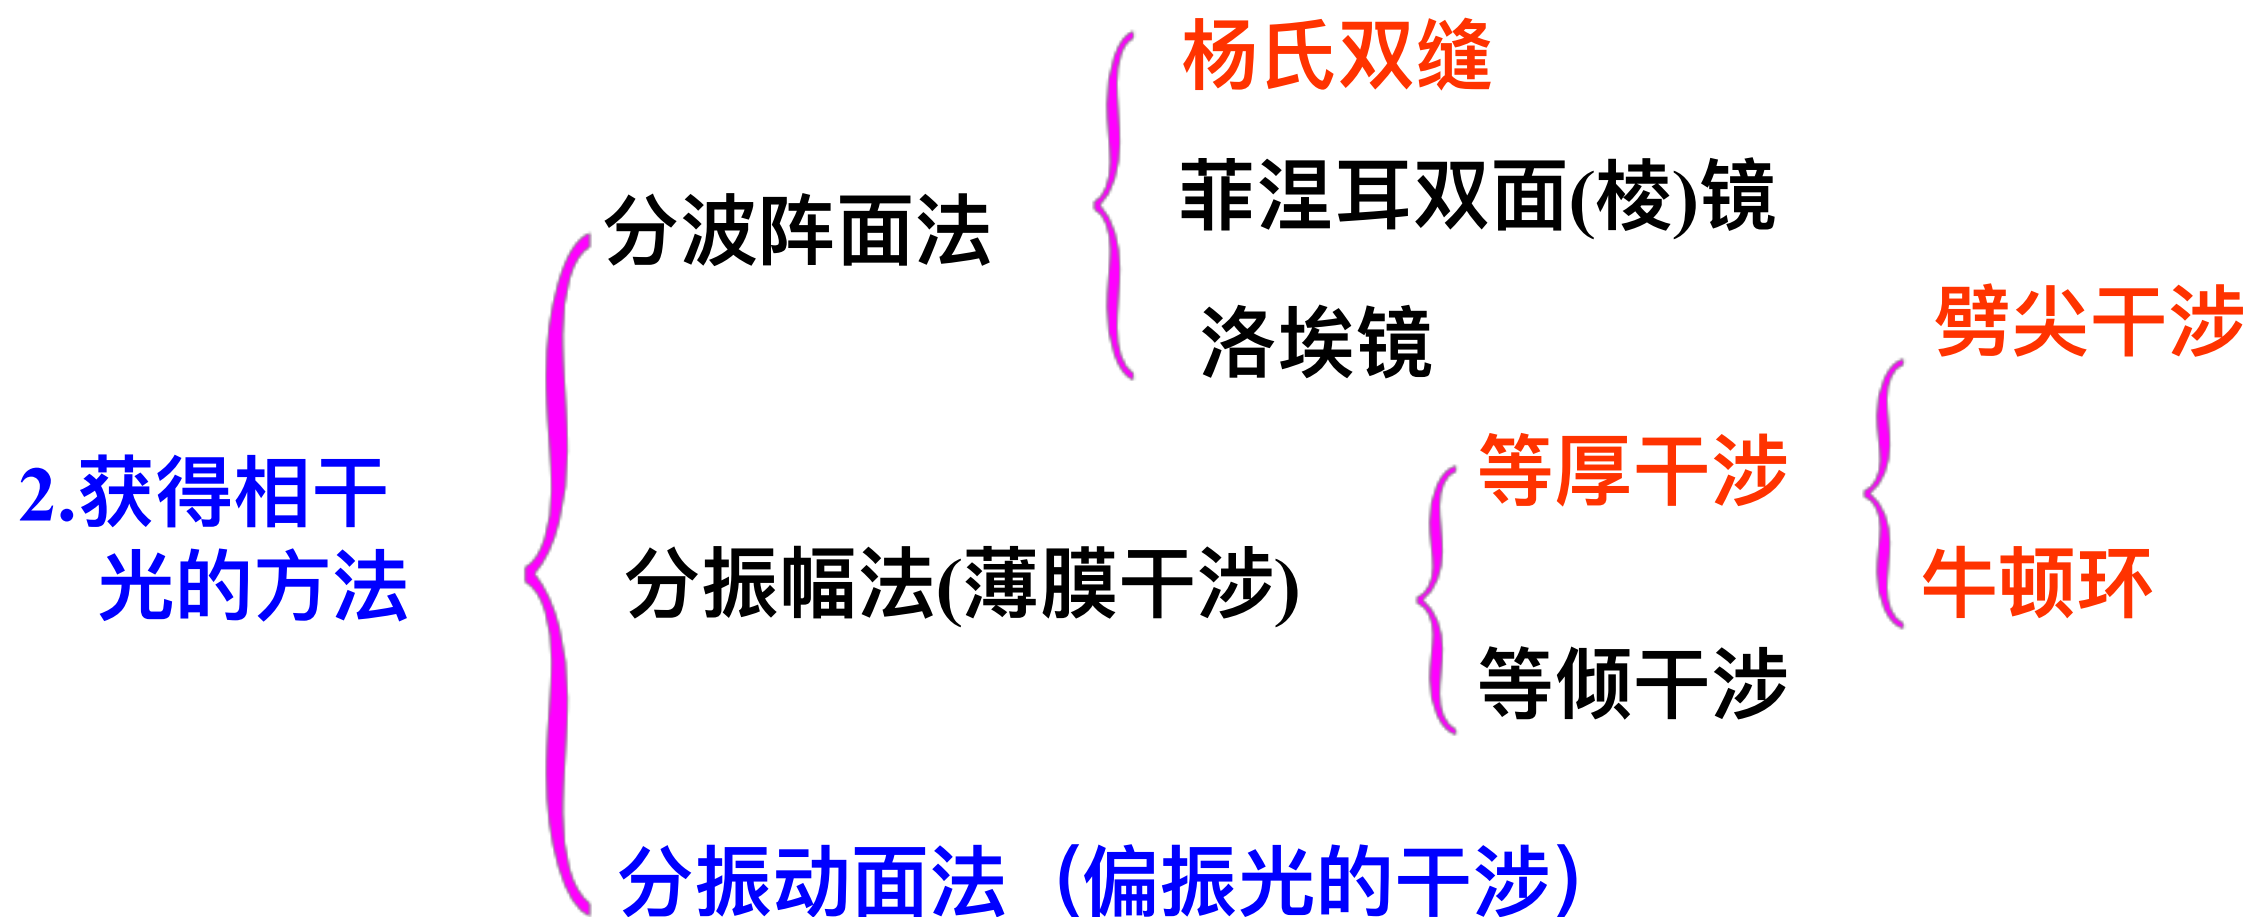 杨氏双缝
菲涅耳双面(棱)镜
分波阵面法
洛埃镜
劈尖干涉
等厚干涉
2.获得相干
光的方法
分振幅法(薄膜干涉)
牛顿环
等倾干涉
分振动面法（偏振光的干涉）